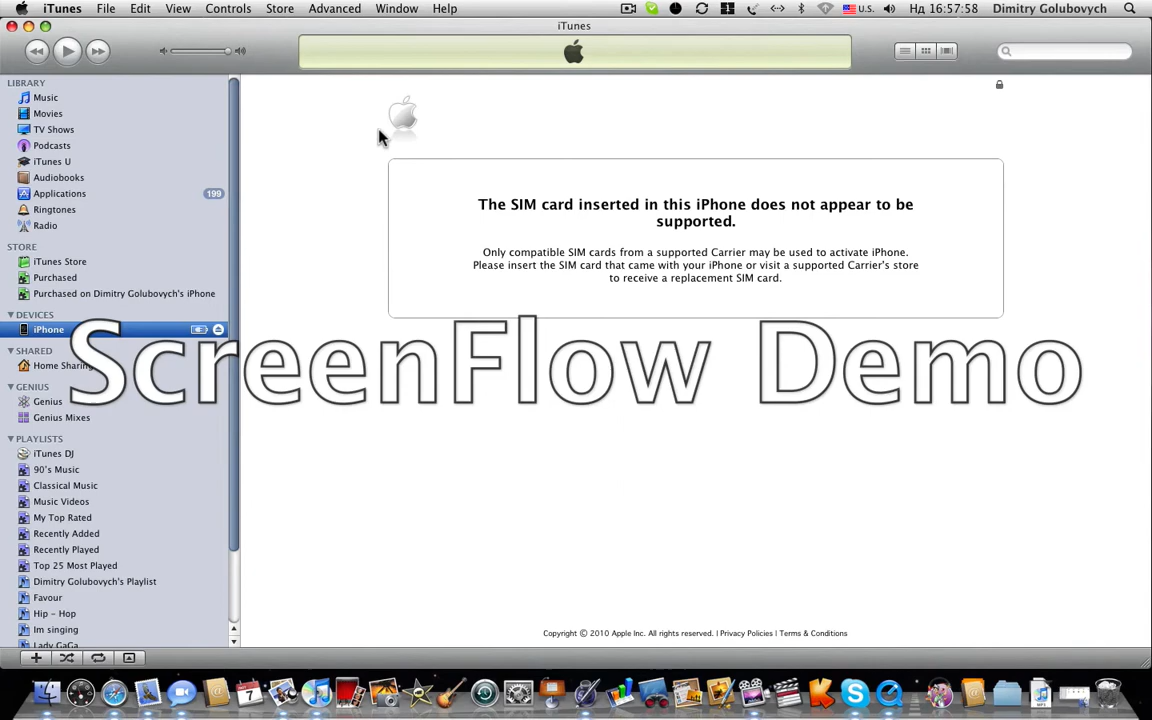 iTunes File Edit View Controls Store Advanced Window Help U.S. Нд 16:57:58 Dimitry Golubovych
iTunes
LIBRARY
Music
Movies
TV Shows
Podcasts
iTunes U
Audiobooks
Applications 199
Ringtones
Radio
STORE
iTunes Store
Purchased
Purchased on Dimitry Golubovych's iPhone
DEVICES
iPhone
SHARED
Home Sharing
GENIUS
Genius
Genius Mixes
PLAYLISTS
iTunes DJ
90's Music
Classical Music
Music Videos
My Top Rated
Recently Added
Recently Played
Top 25 Most Played
Dimitry Golubovych's Playlist
Favour
Hip - Hop
Im singing
Lady GaGa
The SIM card inserted in this iPhone does not appear to be
supported.
Only compatible SIM cards from a supported Carrier may be used to activate iPhone.
Please insert the SIM card that came with your iPhone or visit a supported Carrier's store
to receive a replacement SIM card.
ScreenFlow Demo
Copyright © 2010 Apple Inc. All rights reserved. | Privacy Policies | Terms & Conditions
7